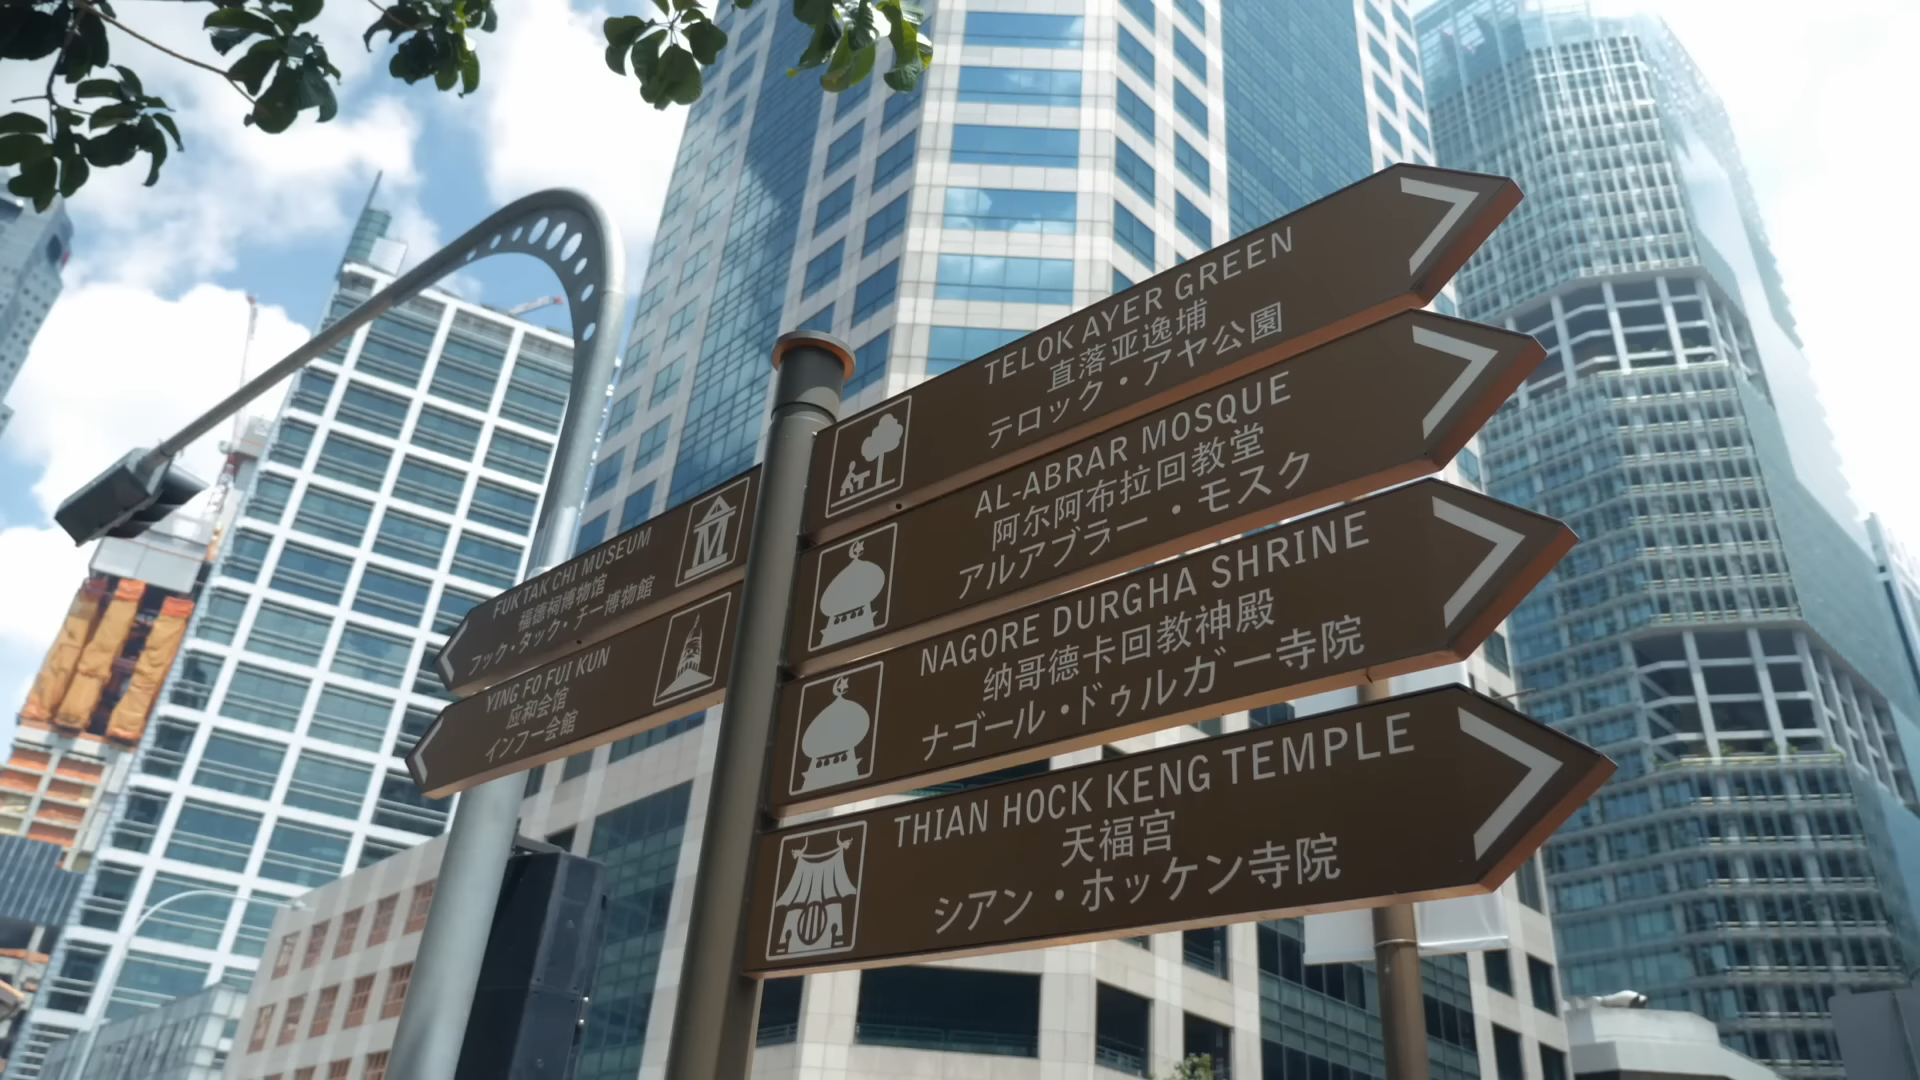 TELOK AYER GREEN
直落亚逸埔
テロック・アヤ公園
AL-ABRAR MOSQUE
阿尔阿布拉回教堂
アルアブラー・モスク
NAGORE DURGHA SHRINE
纳哥德卡回教神殿
ナゴール・ドゥルガー寺院
THIAN HOCK KENG TEMPLE
天福宫
シアン・ホッケン寺院
FUK TAK CHI MUSEUM
福德祠博物馆
フック・タック・チー博物館
YING FO FUI KUN
应和会馆
インフー会館